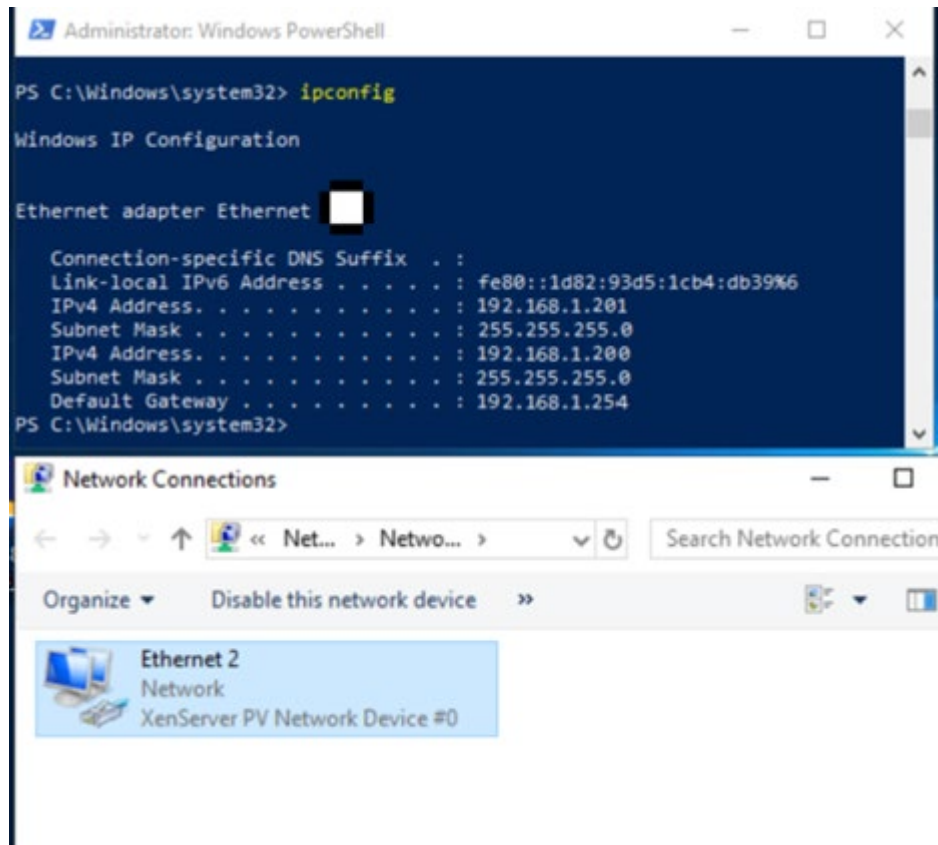 Administrator: Windows PowerShell
PS C:\Windows\system32> ipconfig
Windows IP Configuration
Ethernet adapter Ethernet
Connection-specific DNS Suffix . :
Link-local IPv6 Address . . . . . : fe80::1d82:93d5:1cb4:db39%6
IPv4 Address. . . . . . . . . . . : 192.168.1.201
Subnet Mask . . . . . . . . . . . : 255.255.255.0
IPv4 Address. . . . . . . . . . . : 192.168.1.200
Subnet Mask . . . . . . . . . . . : 255.255.255.0
Default Gateway . . . . . . . . . : 192.168.1.254
PS C:\Windows\system32>
Network Connections
« Net... > Netwo... > Search Network Connection
Organize Disable this network device »
Ethernet 2
Network
XenServer PV Network Device #0